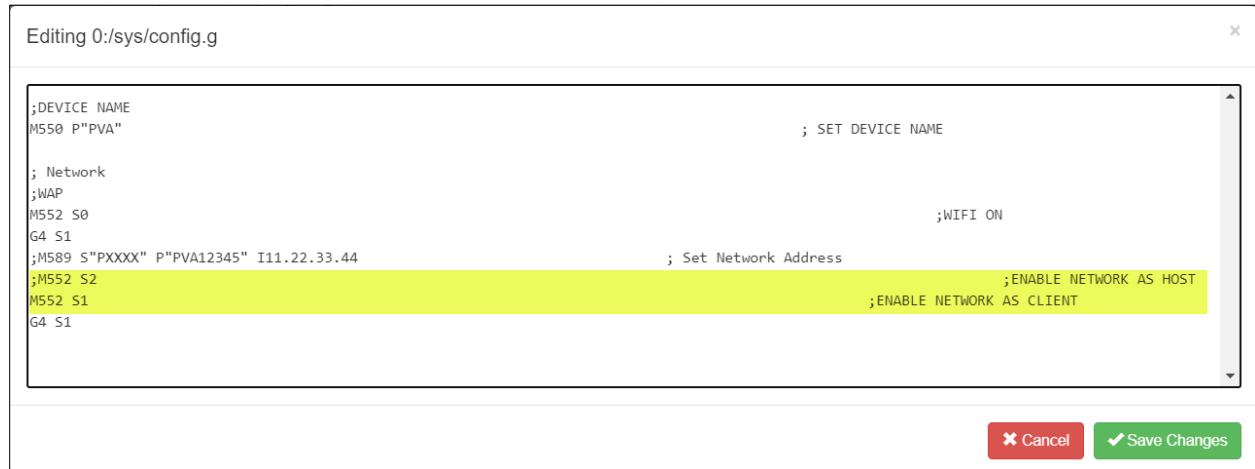 Editing 0:/sys/config.g
×
;DEVICE NAME
M550 P"PVA" ; SET DEVICE NAME
; Network
;WAP
M552 S0 ;WIFI ON
G4 S1
;M589 S"PXXXX" P"PVA12345" I11.22.33.44 ; Set Network Address
;M552 S2 ;ENABLE NETWORK AS HOST
M552 S1 ;ENABLE NETWORK AS CLIENT
G4 S1
Cancel Save Changes